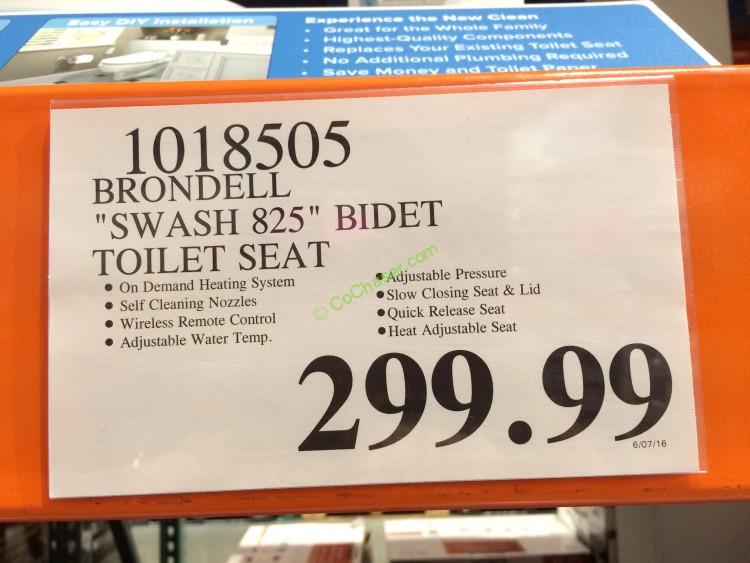 Easy DIY Installation
Experience the New Clean
• Great for the Whole Family
• Highest-Quality Components
• Replaces Your Existing Toilet Seat
• No Additional Plumbing Required
• Save Money and Toilet Paper
1018505
BRONDELL
"SWASH 825" BIDET
TOILET SEAT
● On Demand Heating System
● Self Cleaning Nozzles
● Wireless Remote Control
● Adjustable Water Temp.
● Adjustable Pressure
● Slow Closing Seat & Lid
● Quick Release Seat
● Heat Adjustable Seat
© CoChaver.com
299.99
6/07/16